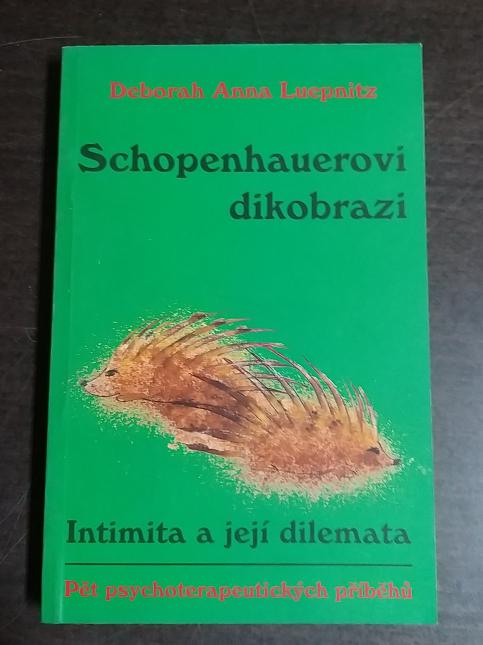 Deborah Anna Luepnitz
Schopenhauerovi
dikobrazi
Intimita a její dilemata
Pět psychoterapeutických příběhů